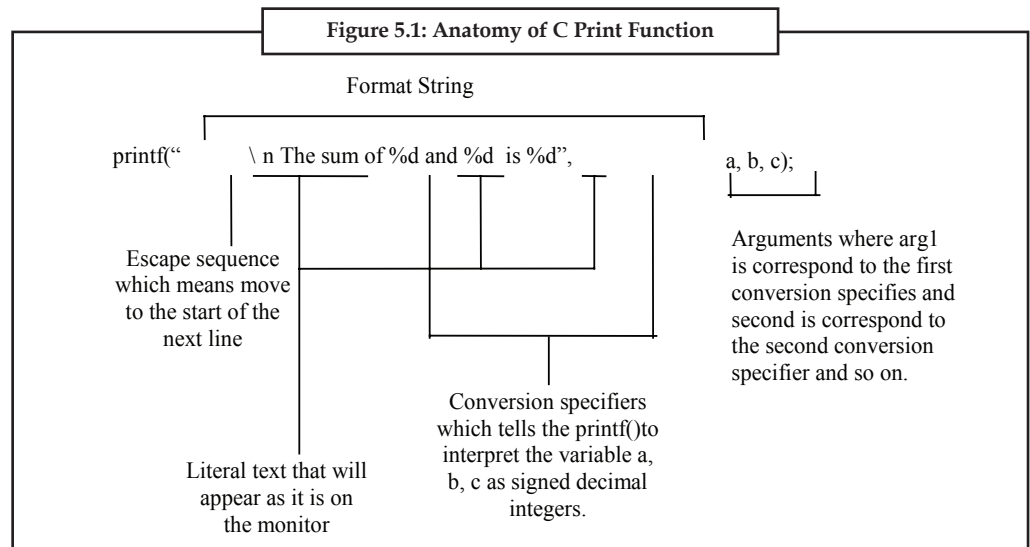 Figure 5.1: Anatomy of C Print Function
Format String
printf(“ \ n The sum of %d and %d is %d”, a, b, c);
Escape sequence
which means move
to the start of the
next line
Arguments where arg1
is correspond to the first
conversion specifies and
second is correspond to
the second conversion
specifier and so on.
Conversion specifiers
which tells the printf()to
interpret the variable a,
b, c as signed decimal
integers.
Literal text that will
appear as it is on
the monitor